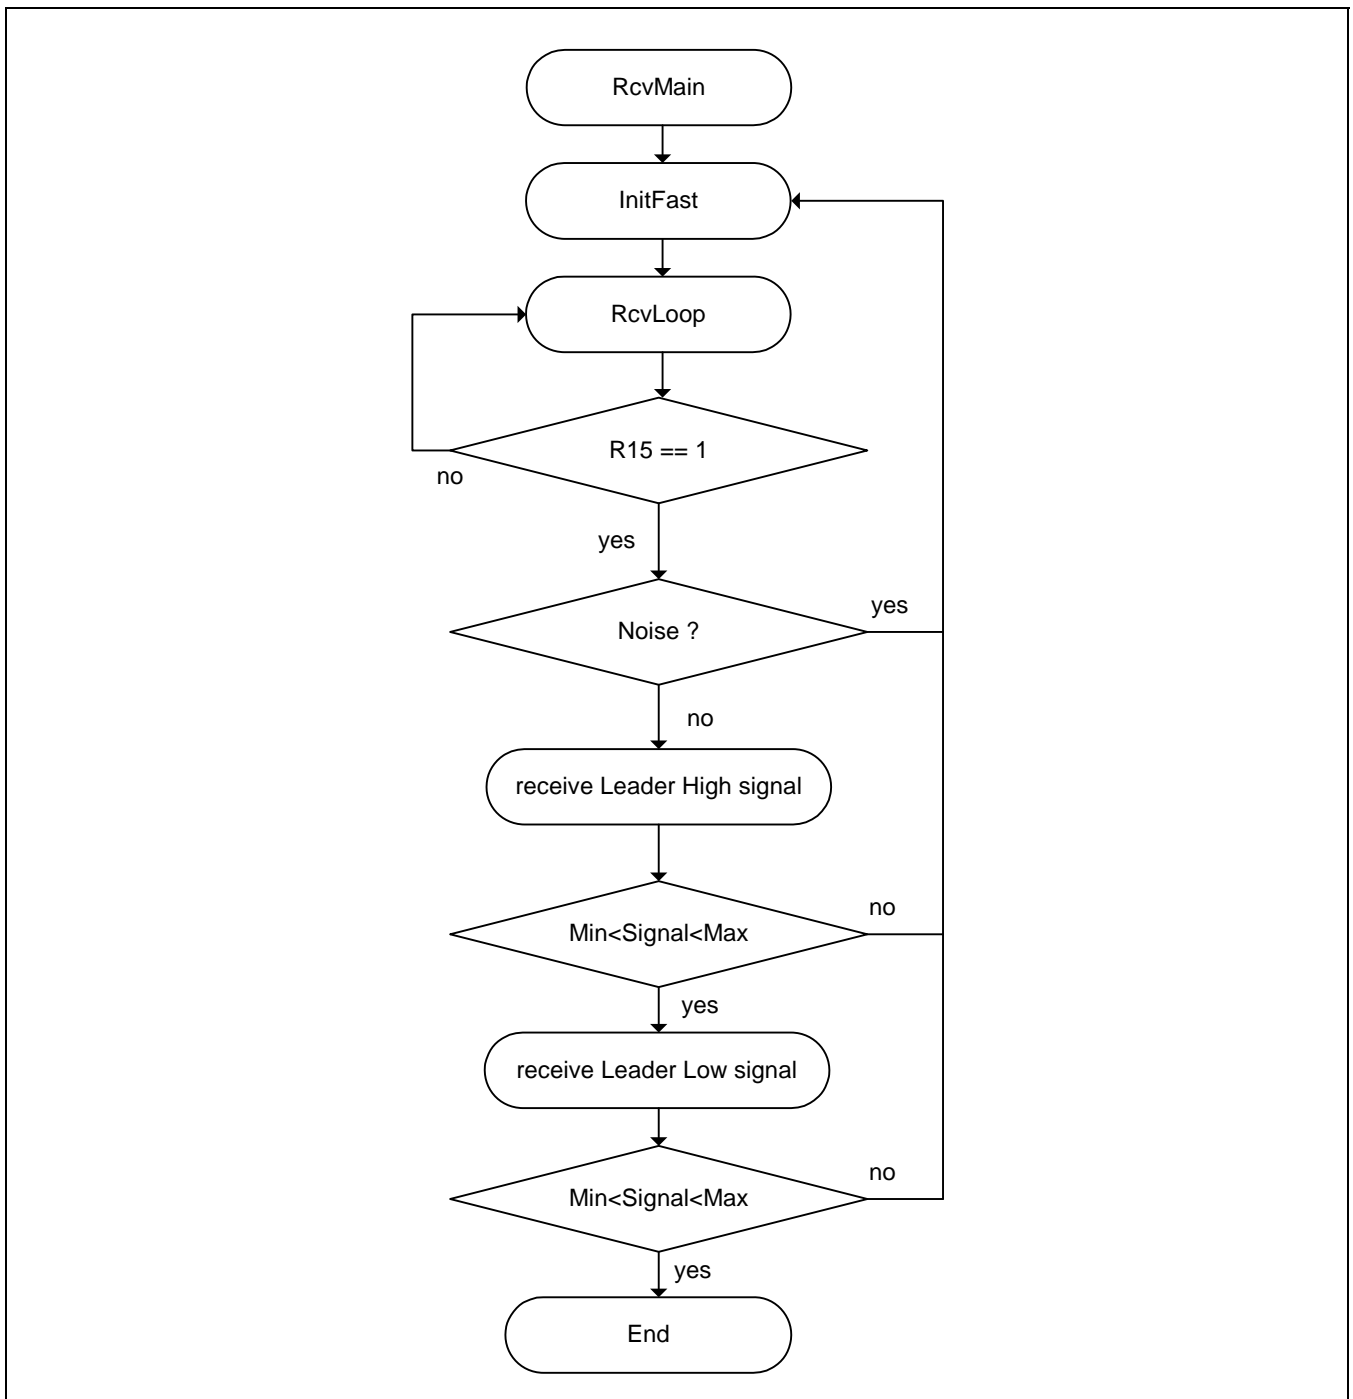 RcvMain
InitFast
RcvLoop
R15 == 1
no
yes
yes
Noise ?
no
receive Leader High signal
no
Min<Signal<Max
yes
receive Leader Low signal
no
Min<Signal<Max
yes
End